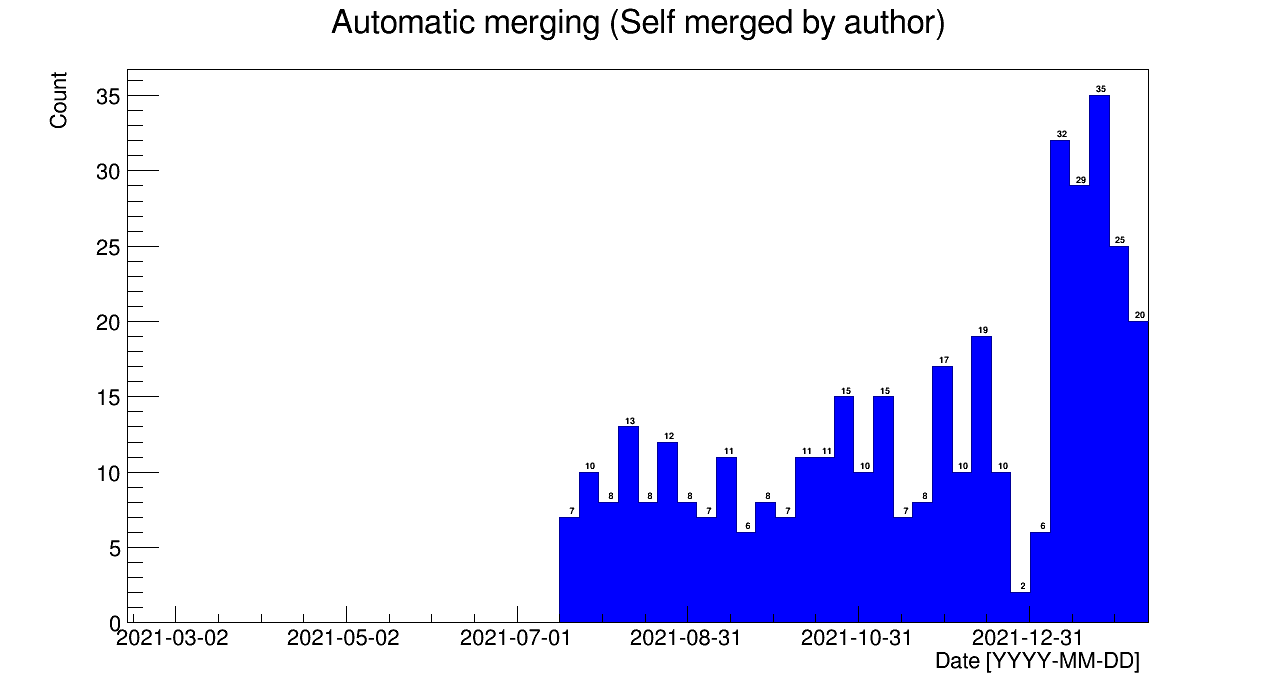 Automatic merging (Self merged by author)
Count
35
30
25
20
15
10
5
0
7 10 8 13 8 12 8 7 11 6 8 7 11 11 15 10 15 7 8 17 10 19 10 2 6 32 29 35 25 20
2021-03-02 2021-05-02 2021-07-01 2021-08-31 2021-10-31 2021-12-31
Date [YYYY-MM-DD]